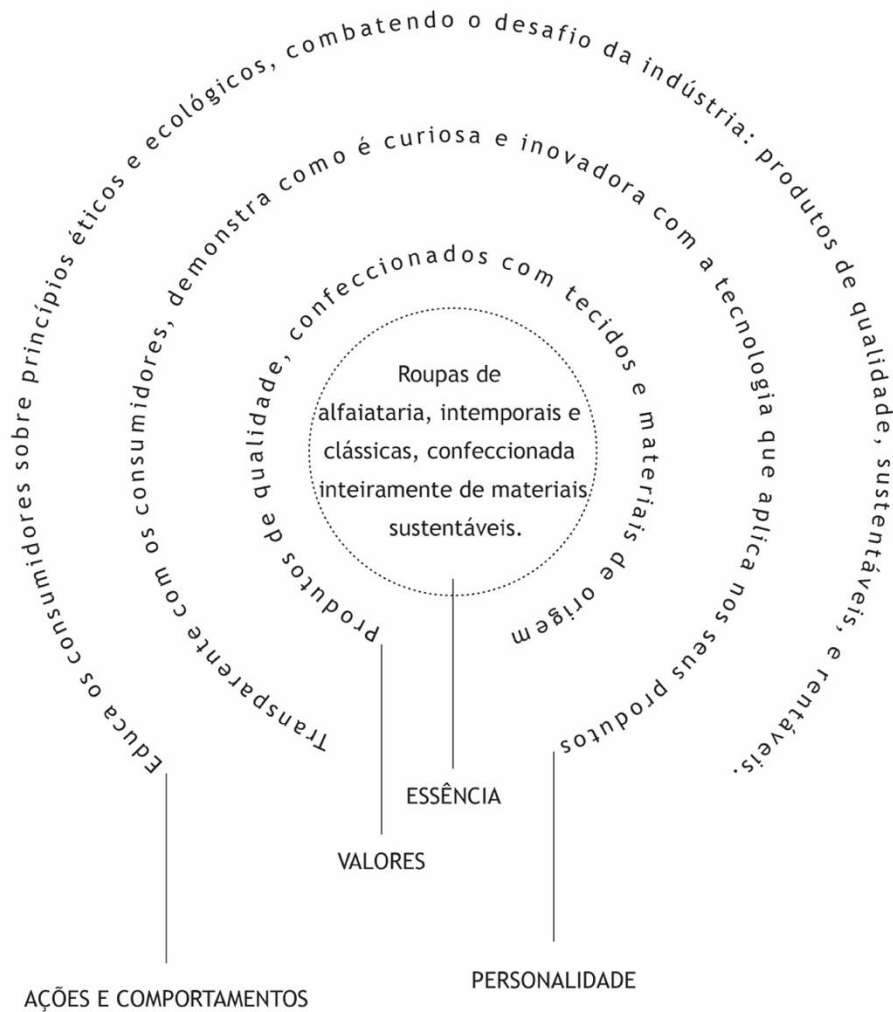 Educa os consumidores sobre princípios éticos e ecológicos, combatendo o desafio da indústria: produtos de qualidade, sustentáveis, e rentáveis.
Transparente com os consumidores, demonstra como é curiosa e inovadora com a tecnologia que aplica nos seus produtos
Produtos de qualidade, confeccionados com tecidos e materiais de origem
Roupas de
alfaiataria, intemporais e
clássicas, confeccionada
inteiramente de materiais
sustentáveis.
ESSÊNCIA
VALORES
PERSONALIDADE
AÇÕES E COMPORTAMENTOS